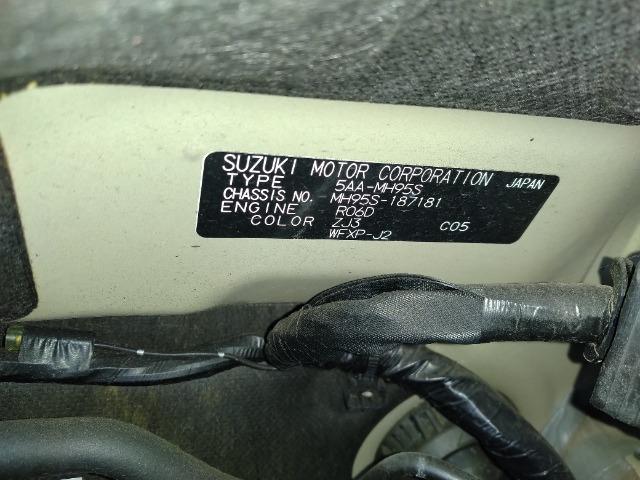 SUZUKI MOTOR CORPORATION JAPAN
TYPE 5AA-MH95S
CHASSIS NO. MH95S-187181
ENGINE R06D
COLOR ZJ3 C05
WFXP-J2